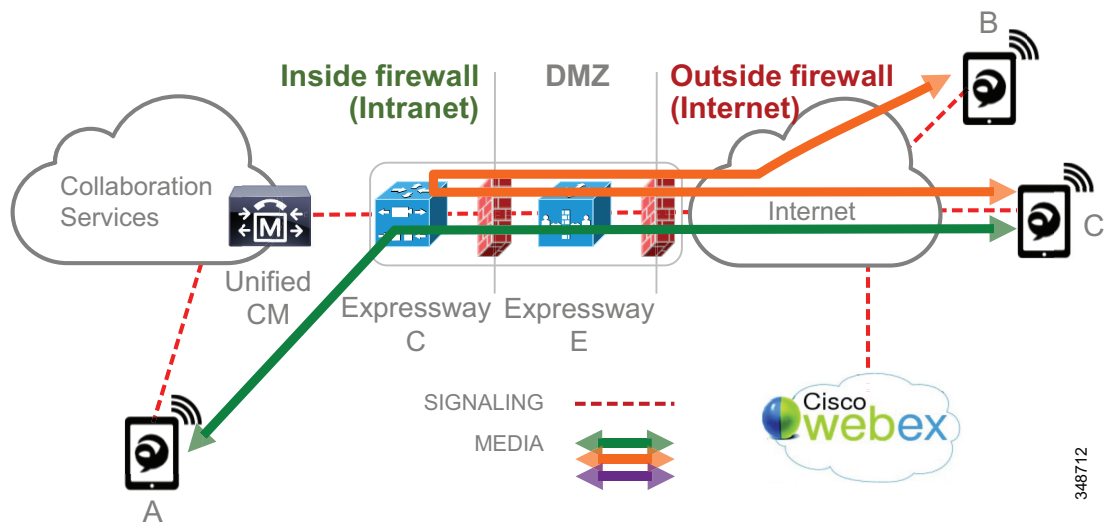 B
Inside firewall
(Intranet)
DMZ
Outside firewall
(Internet)
Collaboration
Services
M
Internet
C
Unified
CM
Expressway
C
Expressway
E
SIGNALING
MEDIA
Cisco
webex
A
348712